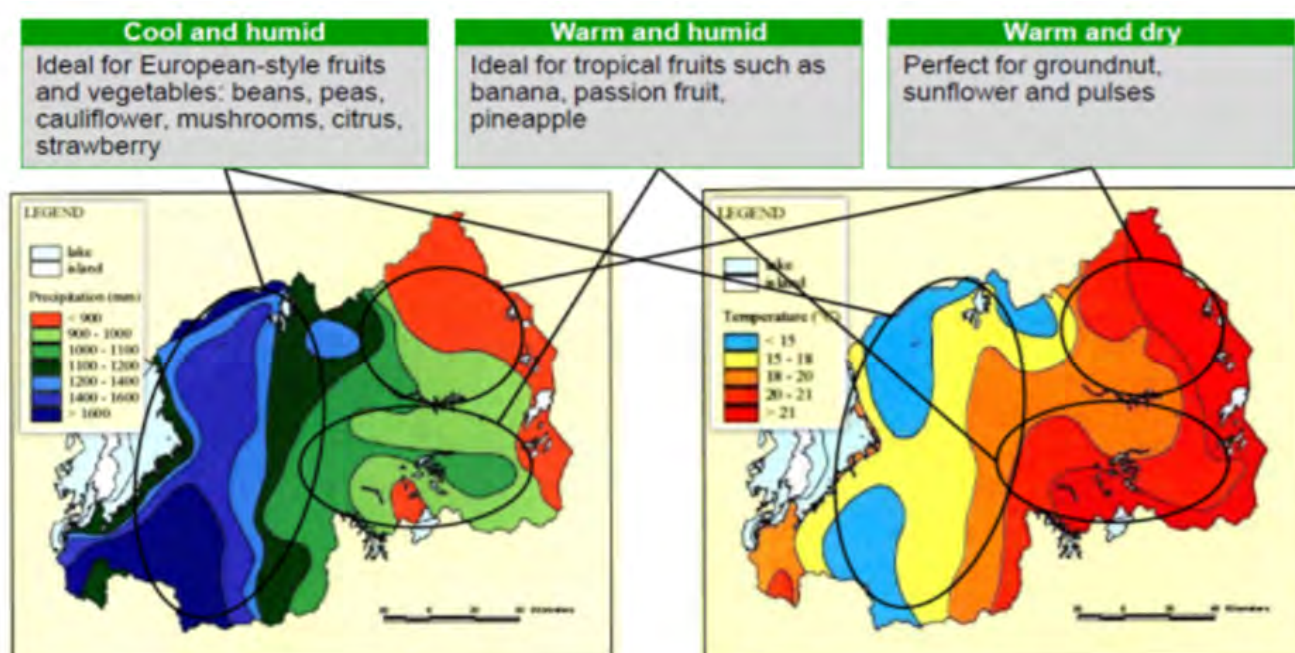 Cool and humid
Ideal for European-style fruits
and vegetables: beans, peas,
cauliflower, mushrooms, citrus,
strawberry
Warm and humid
Ideal for tropical fruits such as
banana, passion fruit,
pineapple
Warm and dry
Perfect for groundnut,
sunflower and pulses
LEGEND
lake
island
Precipitation (mm)
< 900
900 - 1000
1000 - 1100
1100 - 1200
1200 - 1400
1400 - 1600
> 1600
Kilometers
LEGEND
lake
island
Temperature (°C)
< 15
15 - 18
18 - 20
20 - 21
> 21
Kilometers